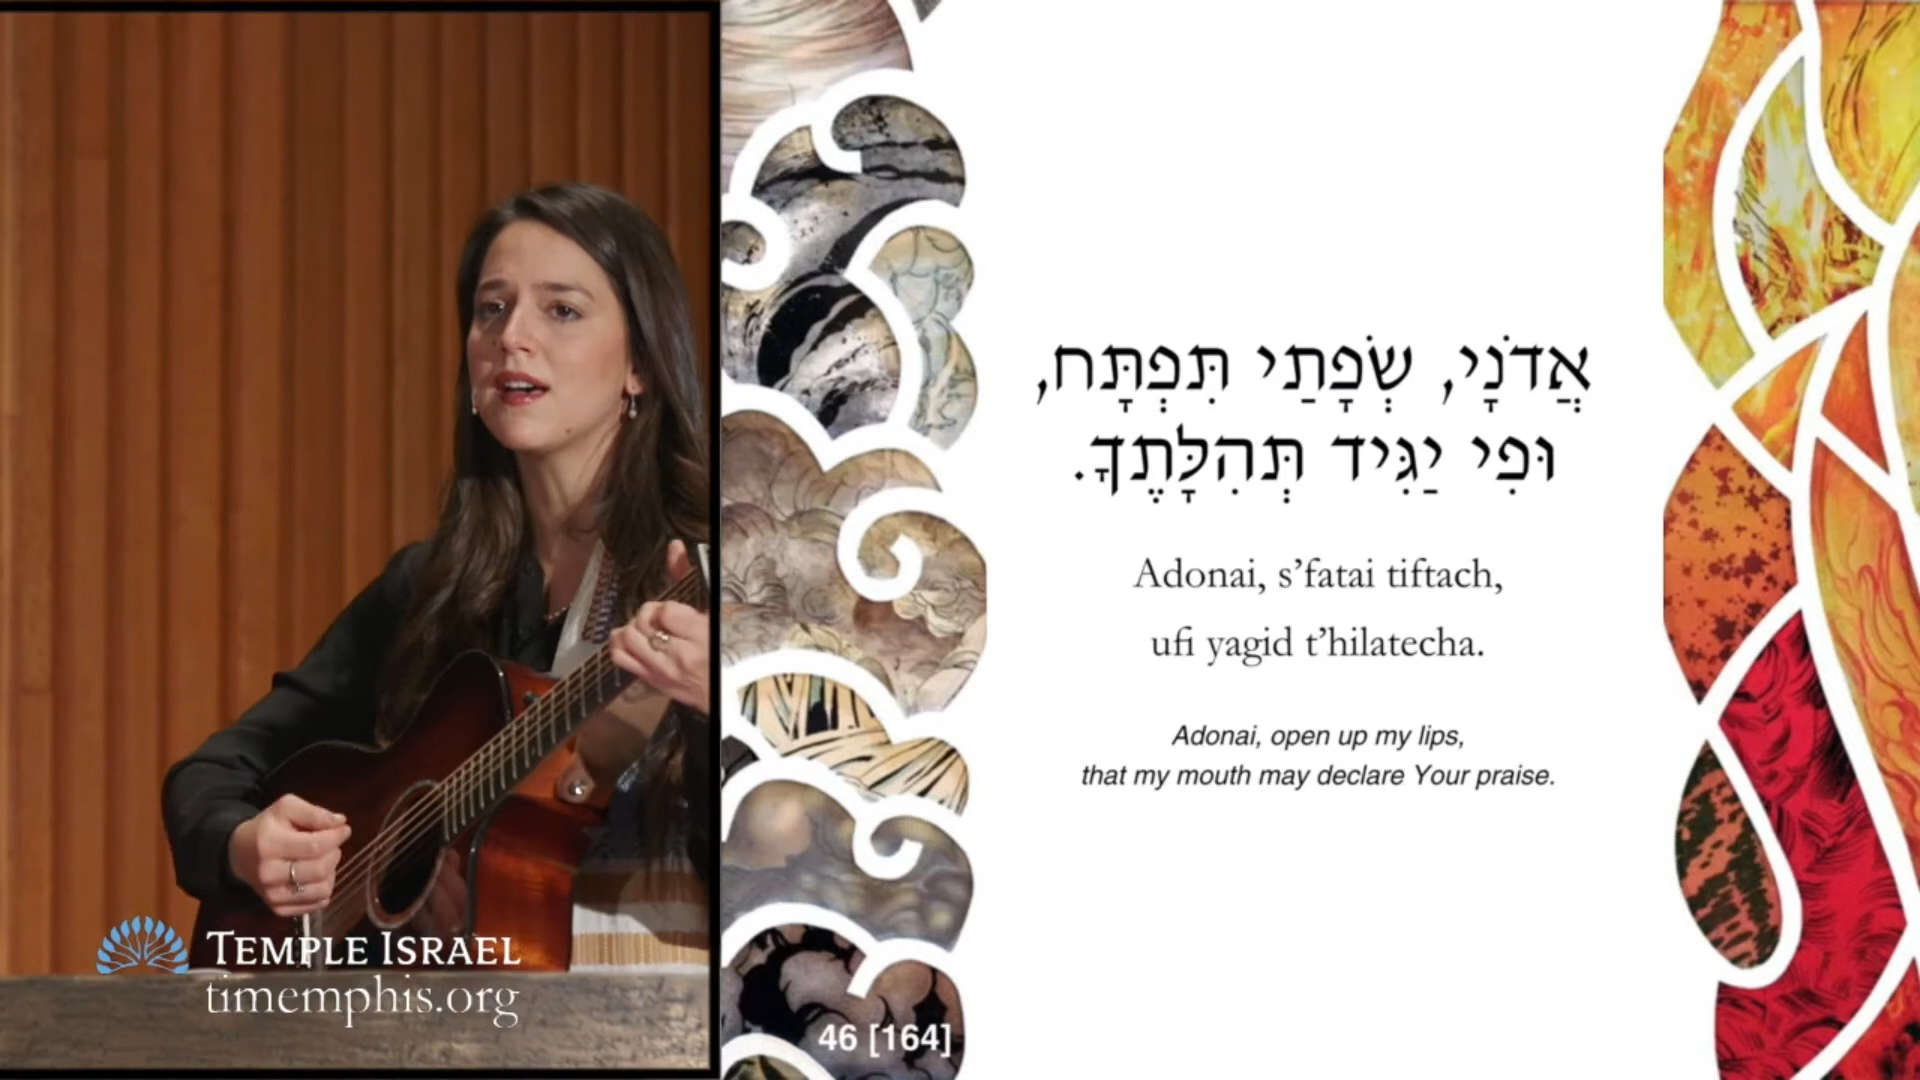 אֲדֹנָי, שְׂפָתַי תִּפְתָּח,
וּפִי יַגִּיד תְּהִלָּתֶךָ.
Adonai, s’fatai tiftach,
ufi yagid t’hilatecha.
Adonai, open up my lips,
that my mouth may declare Your praise.
TEMPLE ISRAEL
timemphis.org
46 [164]